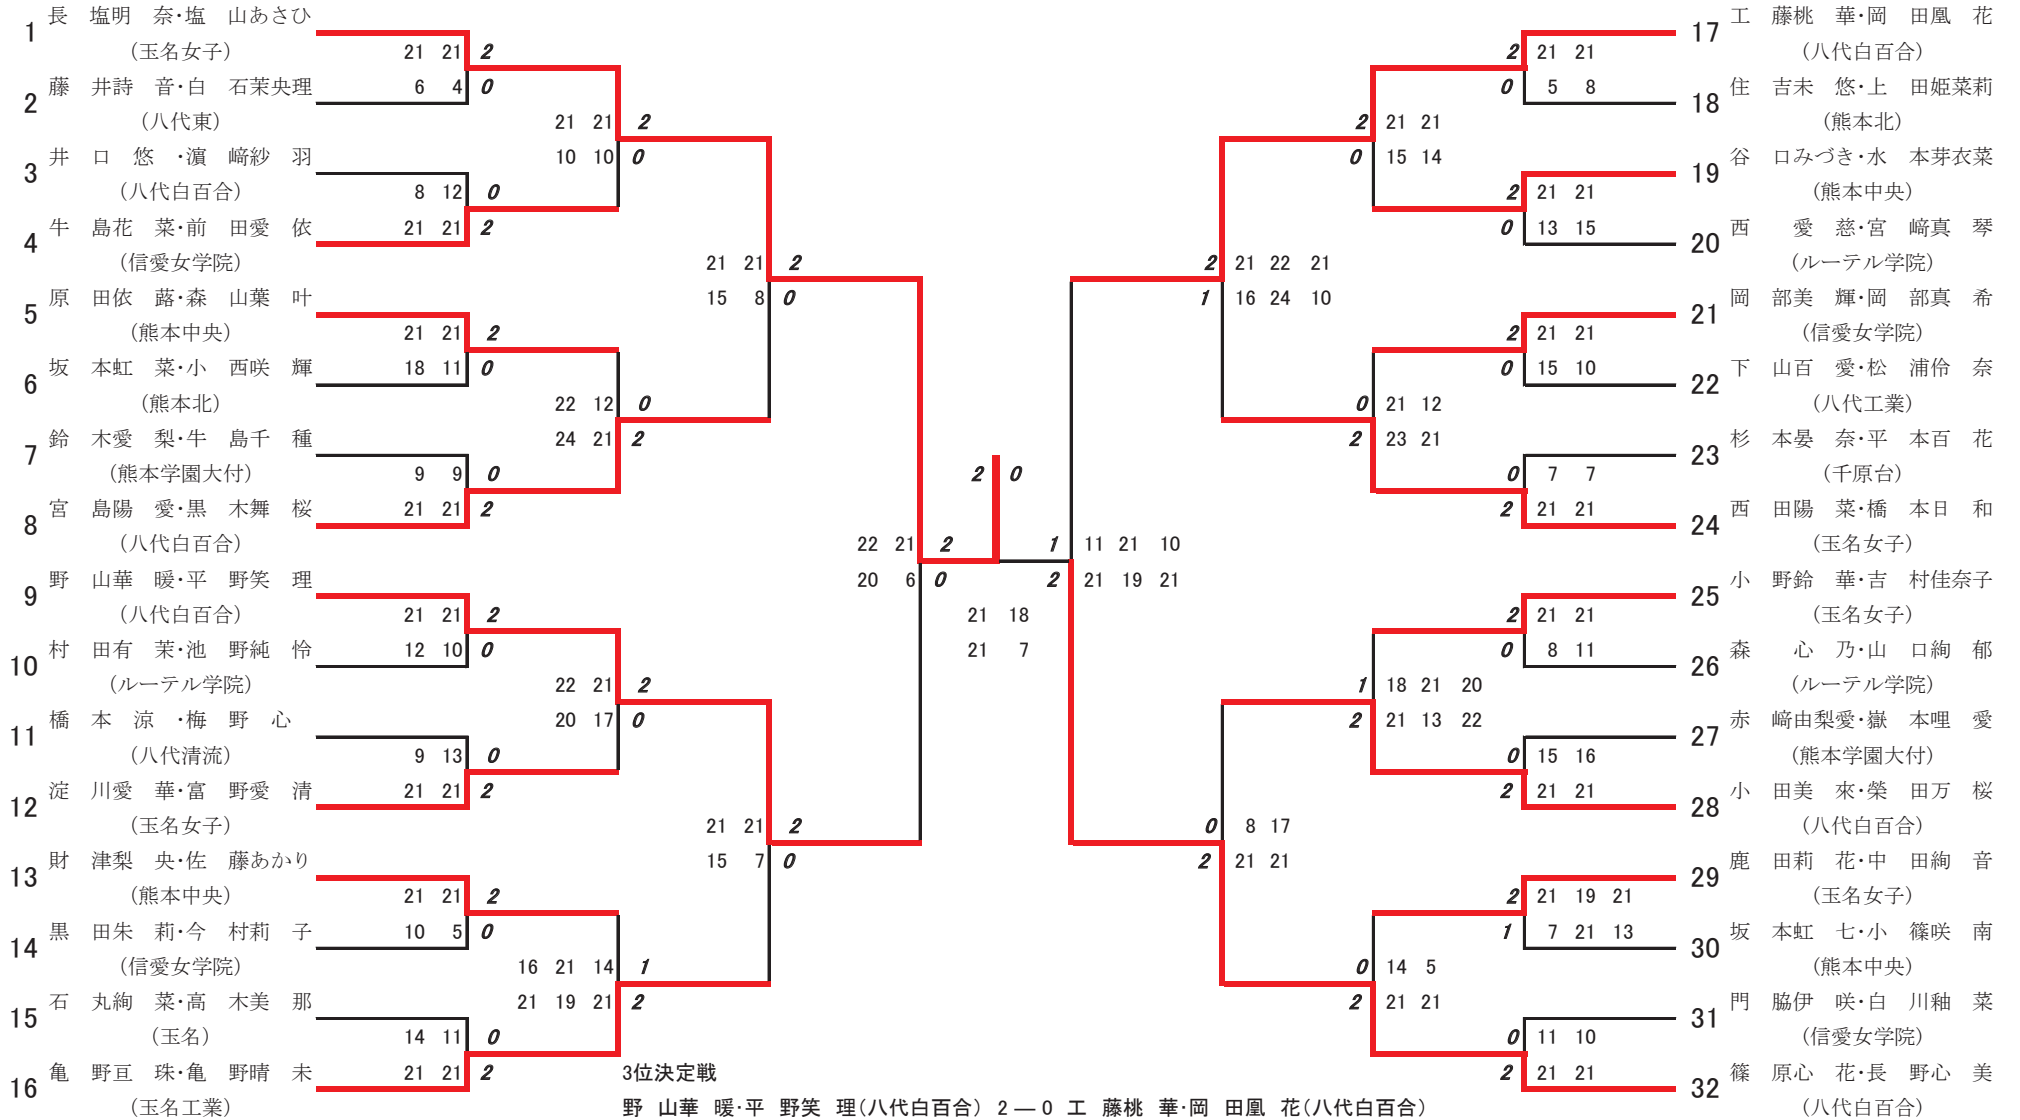 1 長 塩明 奈・塩 山あさひ
(玉名女子)
21 21 2
2 藤 井詩 音・白 石茉央理
6 4 0
(八代東)
21 21 2
10 10 0
3 井 口 悠 ・濵 﨑紗 羽
(八代白百合)
8 12 0
4 牛 島花 菜・前 田愛 依
21 21 2
(信愛女学院)
21 21 2
15 8 0
5 原 田依 蕗・森 山葉 叶
(熊本中央)
21 21 2
6 坂 本虹 菜・小 西咲 輝
18 11 0
(熊本北)
22 12 0
24 21 2
7 鈴 木愛 梨・牛 島千 種
(熊本学園大付)
9 9 0
8 宮 島陽 愛・黒 木舞 桜
21 21 2
(八代白百合)
22 21 2
20 6 0
9 野 山華 暖・平 野笑 理
(八代白百合)
21 21 2
10 村 田有 茉・池 野純 怜
12 10 0
(ルーテル学院)
22 21 2
20 17 0
11 橋 本 涼 ・梅 野 心
(八代清流)
9 13 0
12 淀 川愛 華・富 野愛 清
21 21 2
(玉名女子)
21 21 2
15 7 0
13 財 津梨 央・佐 藤あかり
(熊本中央)
21 21 2
14 黒 田朱 莉・今 村莉 子
10 5 0
(信愛女学院)
16 21 14 1
21 19 21 2
15 石 丸絢 菜・高 木美 那
(玉名)
14 11 0
16 亀 野亘 珠・亀 野晴 未
21 21 2
(玉名工業)
2 0
21 18
21 7
17 工 藤桃 華・岡 田凰 花
(八代白百合)
2 21 21
18 住 吉未 悠・上 田姫菜莉
0 5 8
(熊本北)
2 21 21
0 15 14
19 谷 口みづき・水 本芽衣菜
(熊本中央)
2 21 21
20 西 愛 慈・宮 﨑真 琴
0 13 15
(ルーテル学院)
2 21 22 21
1 16 24 10
21 岡 部美 輝・岡 部真 希
(信愛女学院)
2 21 21
22 下 山百 愛・松 浦伶 奈
0 15 10
(八代工業)
0 21 12
2 23 21
23 杉 本晏 奈・平 本百 花
(千原台)
0 7 7
24 西 田陽 菜・橋 本日 和
2 21 21
(玉名女子)
1 11 21 10
2 21 19 21
25 小 野鈴 華・吉 村佳奈子
(玉名女子)
2 21 21
26 森 心 乃・山 口絢 郁
0 8 11
(ルーテル学院)
1 18 21 20
2 21 13 22
27 赤 﨑由梨愛・嶽 本哩 愛
(熊本学園大付)
0 15 16
28 小 田美 來・榮 田万 桜
2 21 21
(八代白百合)
0 8 17
2 21 21
29 鹿 田莉 花・中 田絢 音
(玉名女子)
2 21 19 21
30 坂 本虹 七・小 篠咲 南
1 7 21 13
(熊本中央)
0 14 5
2 21 21
31 門 脇伊 咲・白 川釉 菜
(信愛女学院)
0 11 10
32 篠 原心 花・長 野心 美
2 21 21
(八代白百合)
3位決定戦
野 山華 暖・平 野笑 理(八代白百合) 2 ― 0 工 藤桃 華・岡 田凰 花(八代白百合)